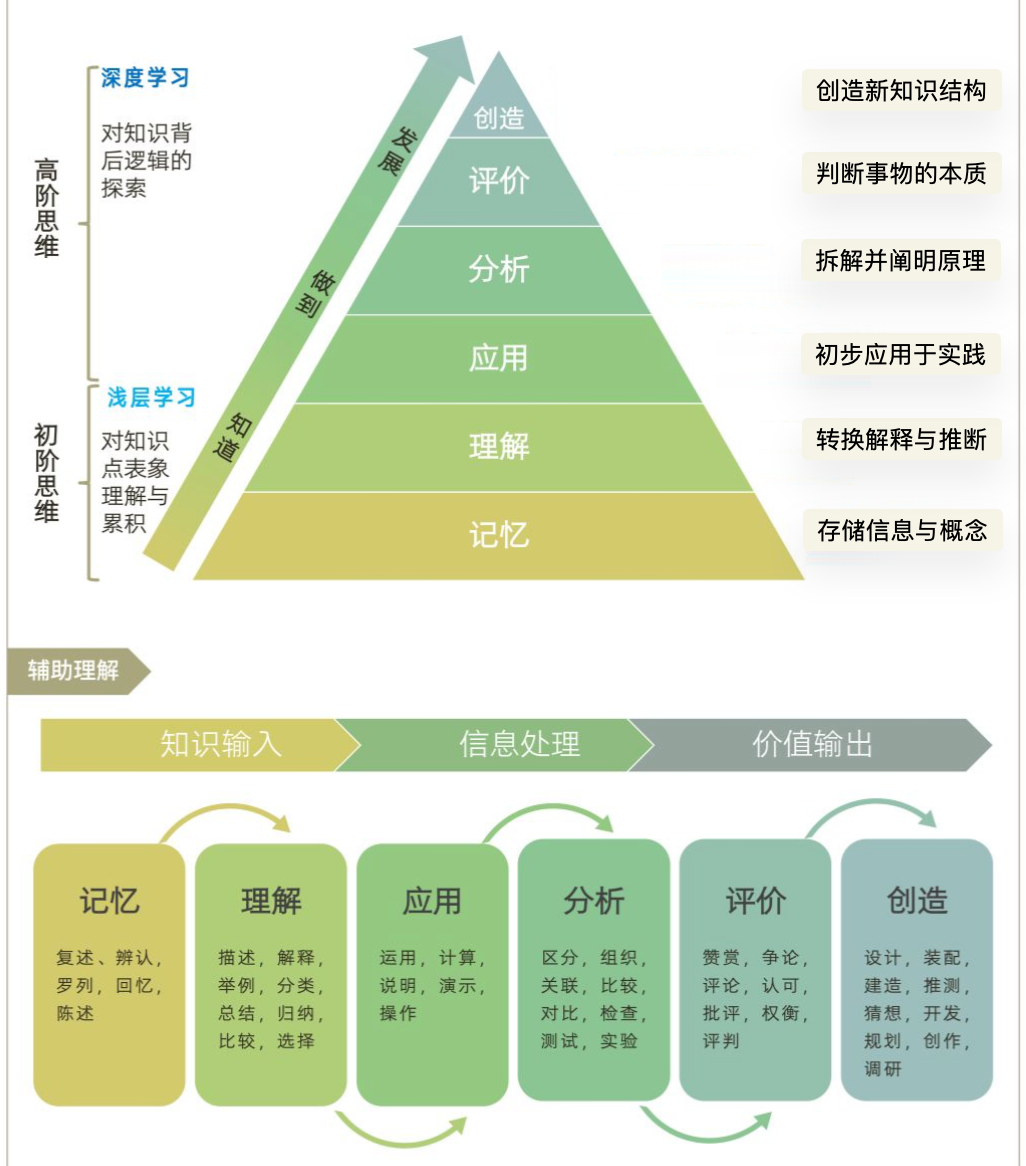 深度学习
对知识背
后逻辑的
探索
高阶思维
浅层学习
对知识
点表象
理解与
累积
初阶思维
发展
做到
知道
创造
评价
分析
应用
理解
记忆
创造新知识结构
判断事物的本质
拆解并阐明原理
初步应用于实践
转换解释与推断
存储信息与概念
辅助理解
知识输入
信息处理
价值输出
记忆
复述、辨认，
罗列，回忆，
陈述
理解
描述，解释，
举例，分类，
总结，归纳，
比较，选择
应用
运用，计算，
说明，演示，
操作
分析
区分，组织，
关联，比较，
对比，检查，
测试，实验
评价
赞赏，争论，
评论，认可，
批评，权衡，
评判
创造
设计，装配，
建造，推测，
猜想，开发，
规划，创作，
调研